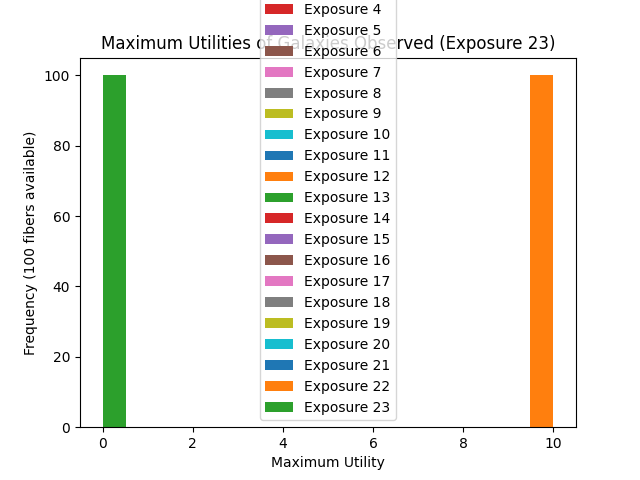 Maximum Utilities of Galaxies Observed (Exposure 23)
Exposure 4
Exposure 5
Exposure 6
Exposure 7
Exposure 8
Exposure 9
Exposure 10
Exposure 11
Exposure 12
Exposure 13
Exposure 14
Exposure 15
Exposure 16
Exposure 17
Exposure 18
Exposure 19
Exposure 20
Exposure 21
Exposure 22
Exposure 23
Frequency (100 fibers available)
100
80
60
40
20
0
0 2 4 6 8 10
Maximum Utility